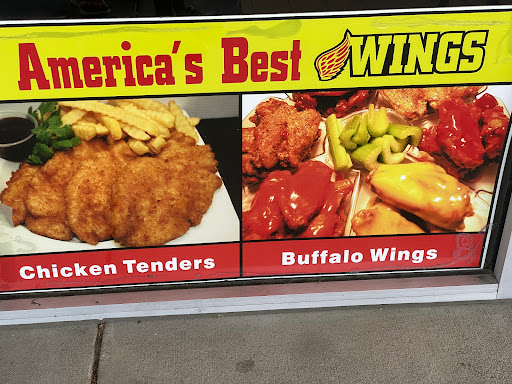 America's Best WINGS
Chicken Tenders
Buffalo Wings